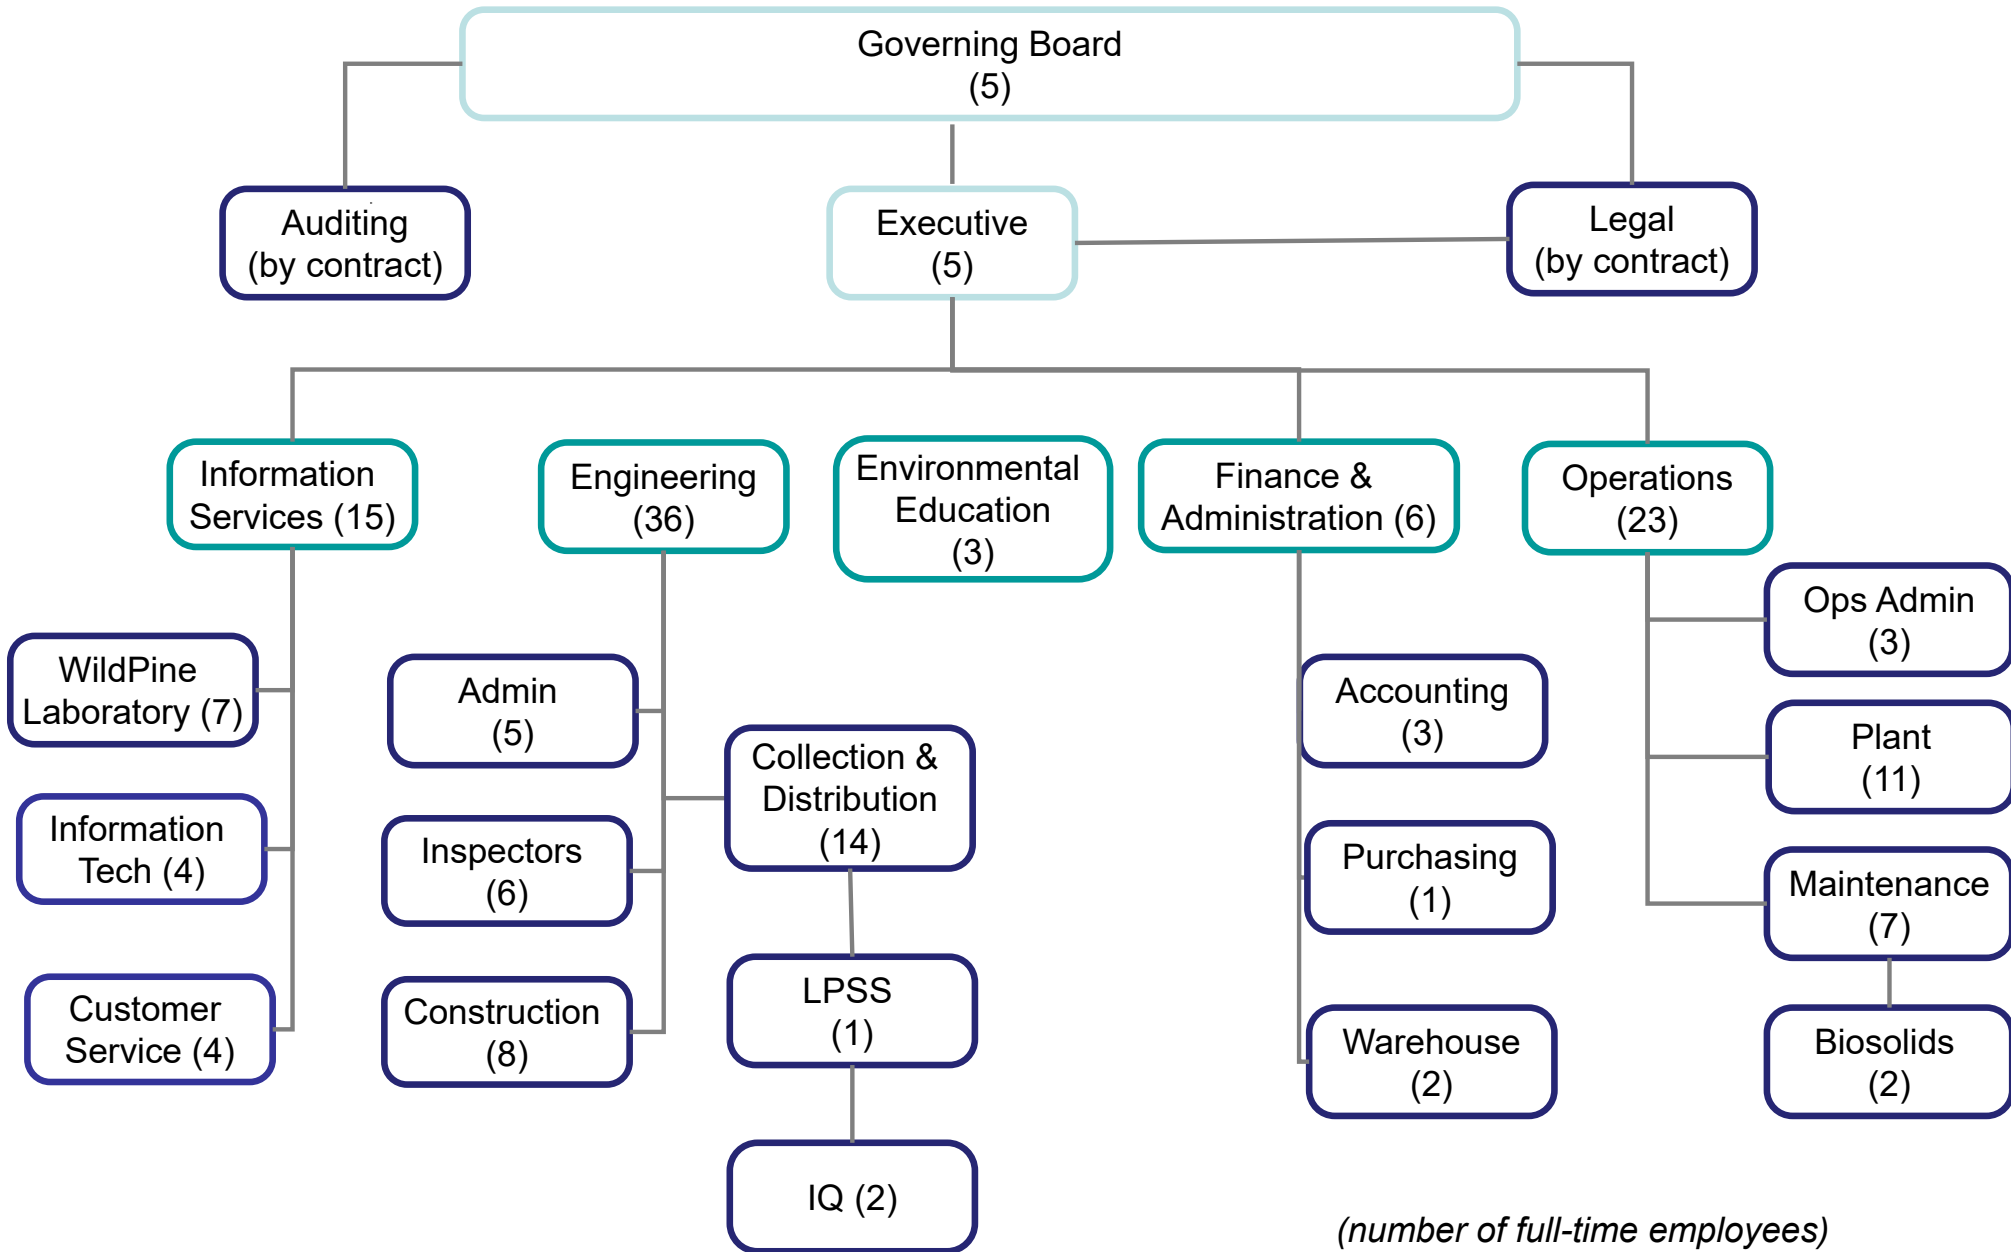 Governing Board
(5)
Auditing
(by contract)
Executive
(5)
Legal
(by contract)
Information
Services (15)
Engineering
(36)
Environmental
Education
(3)
Finance &
Administration (6)
Operations
(23)
WildPine
Laboratory (7)
Information
Tech (4)
Customer
Service (4)
Admin
(5)
Inspectors
(6)
Construction
(8)
Collection &
Distribution
(14)
LPSS
(1)
IQ (2)
Accounting
(3)
Purchasing
(1)
Warehouse
(2)
Ops Admin
(3)
Plant
(11)
Maintenance
(7)
Biosolids
(2)
(number of full-time employees)